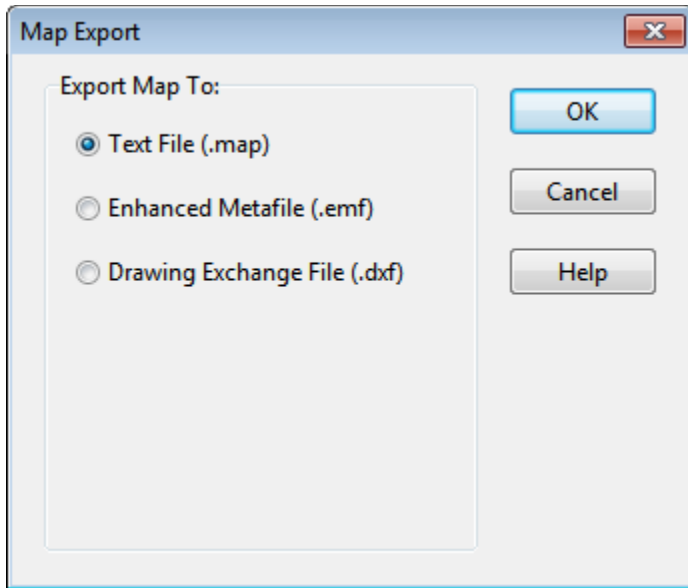 Map Export
Export Map To:
Text File (.map)
Enhanced Metafile (.emf)
Drawing Exchange File (.dxf)
OK
Cancel
Help